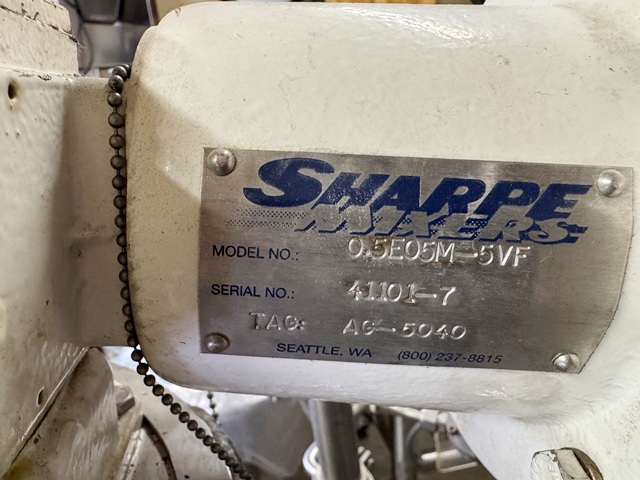 SHARPE
MIXERS
MODEL NO.: 0.5E05M-5VF
SERIAL NO.: 41101-7
TAG: AG-5040
SEATTLE, WA (800) 237-8815